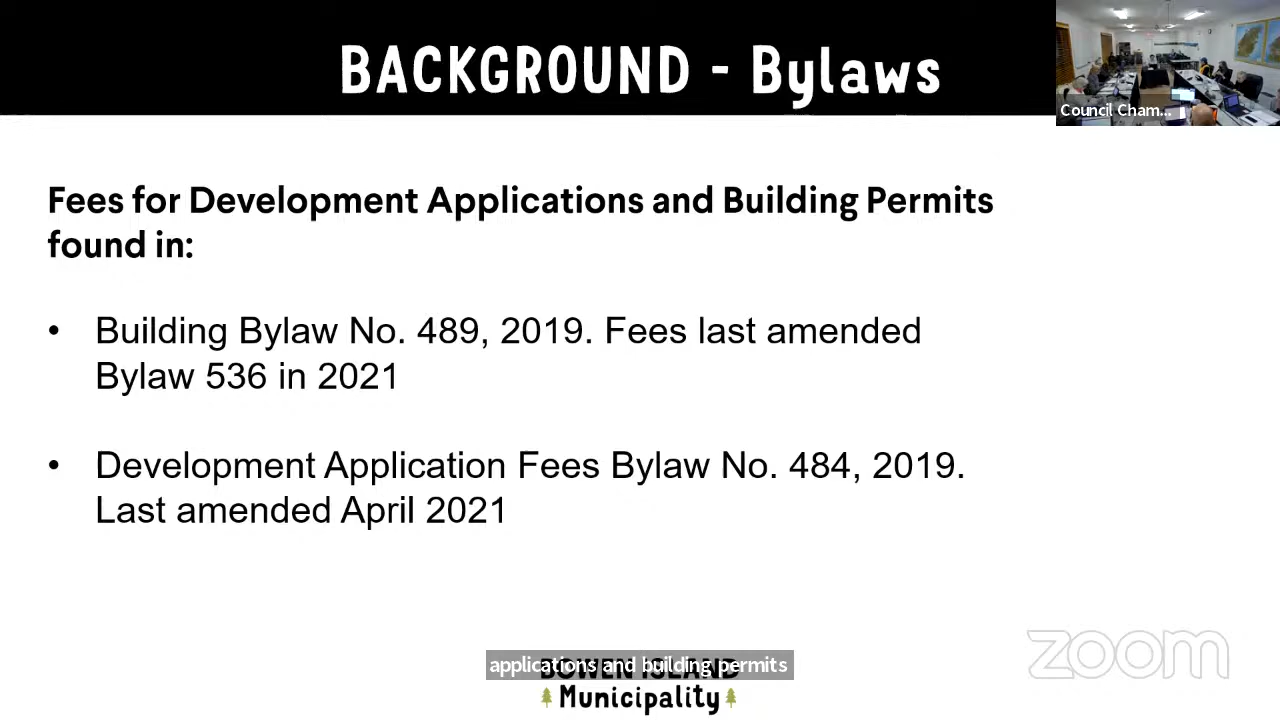 BACKGROUND - Bylaws
Council Cham...
Fees for Development Applications and Building Permits
found in:
• Building Bylaw No. 489, 2019. Fees last amended
Bylaw 536 in 2021
• Development Application Fees Bylaw No. 484, 2019.
Last amended April 2021
zoom
applications and building permits
BOWEN ISLAND
Municipality